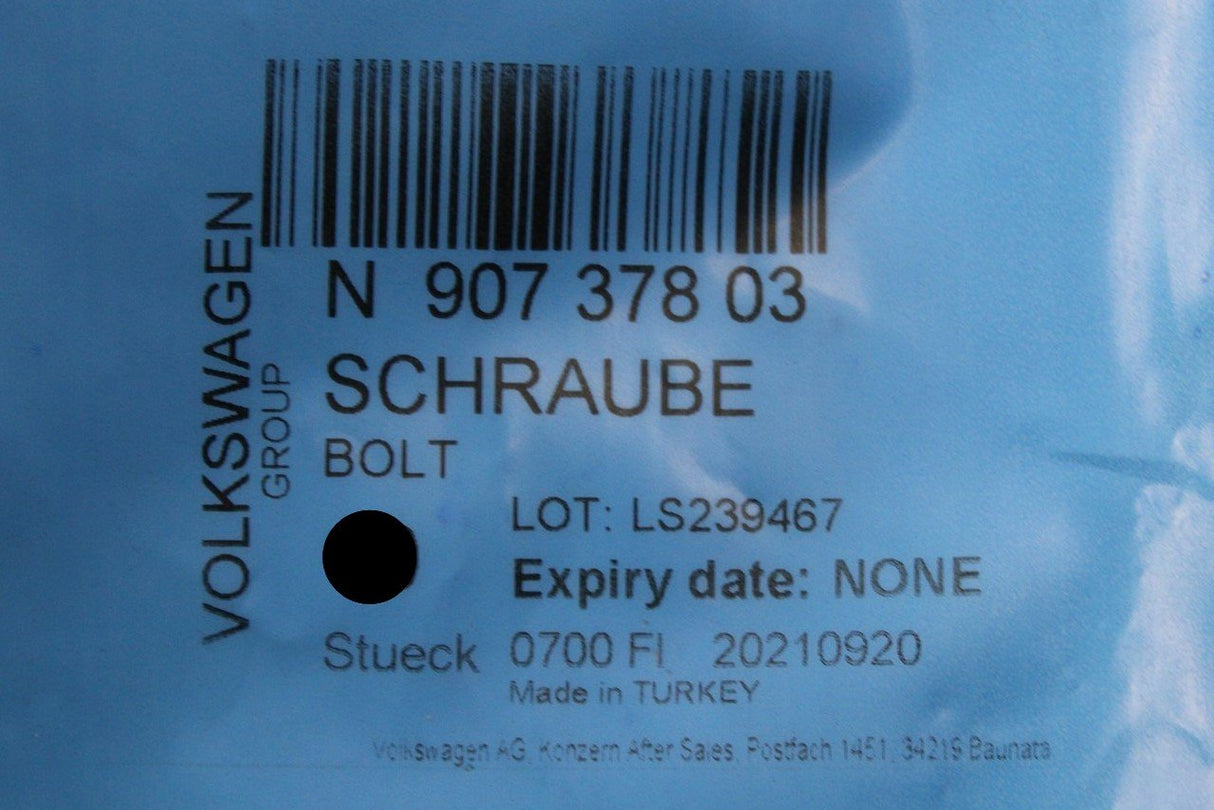 VOLKSWAGEN
GROUP
N 907 378 03
SCHRAUBE
BOLT
LOT: LS239467
Expiry date: NONE
Stueck 0700 FI 20210920
Made in TURKEY
Volkswagen AG, Konzern After Sales, Postfach 1451, 34219 Baunata